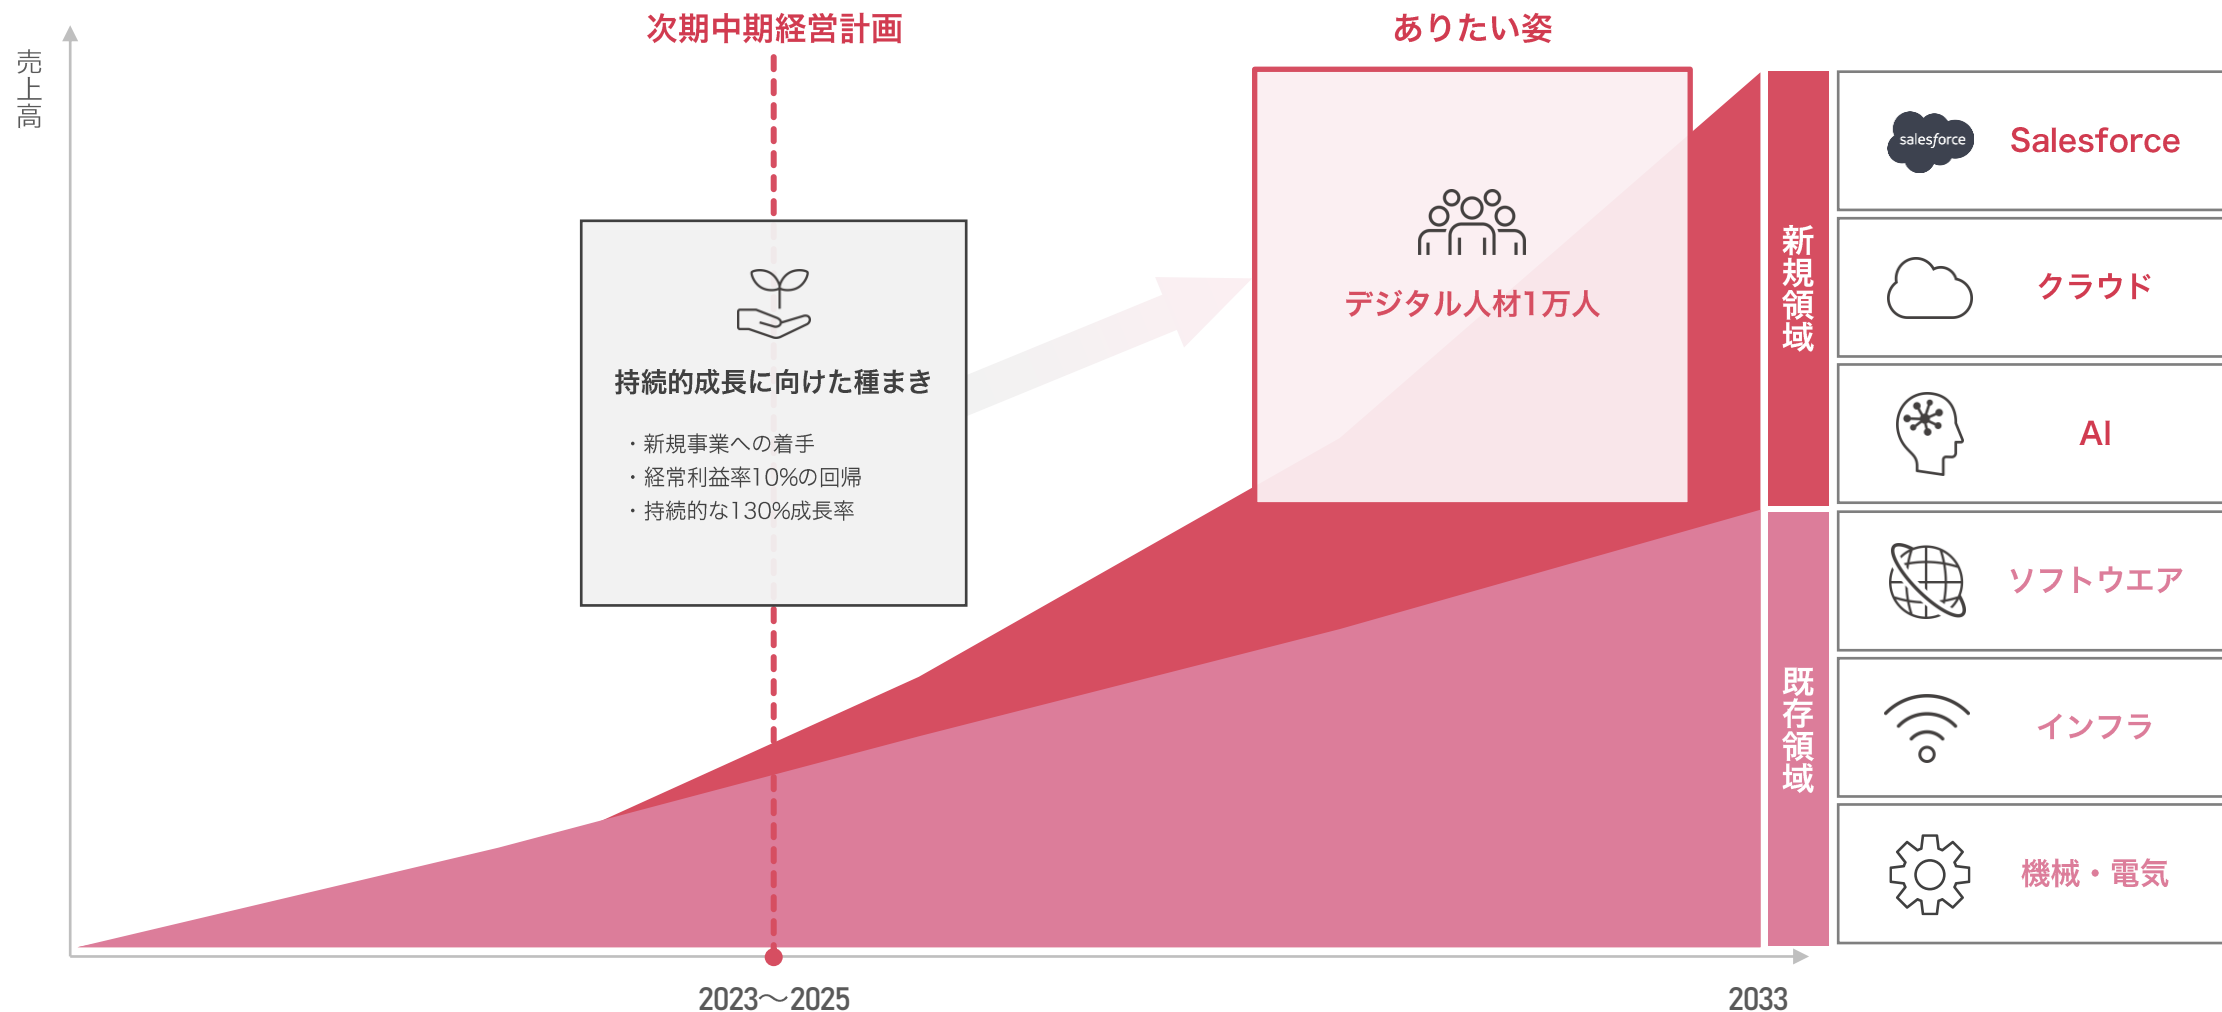 売上高
次期中期経営計画
ありたい姿
持続的成長に向けた種まき
・新規事業への着手
・経常利益率10%の回帰
・持続的な130%成長率
デジタル人材1万人
新規領域
salesforce
Salesforce
クラウド
AI
既存領域
ソフトウエア
インフラ
機械・電気
2023〜2025
2033